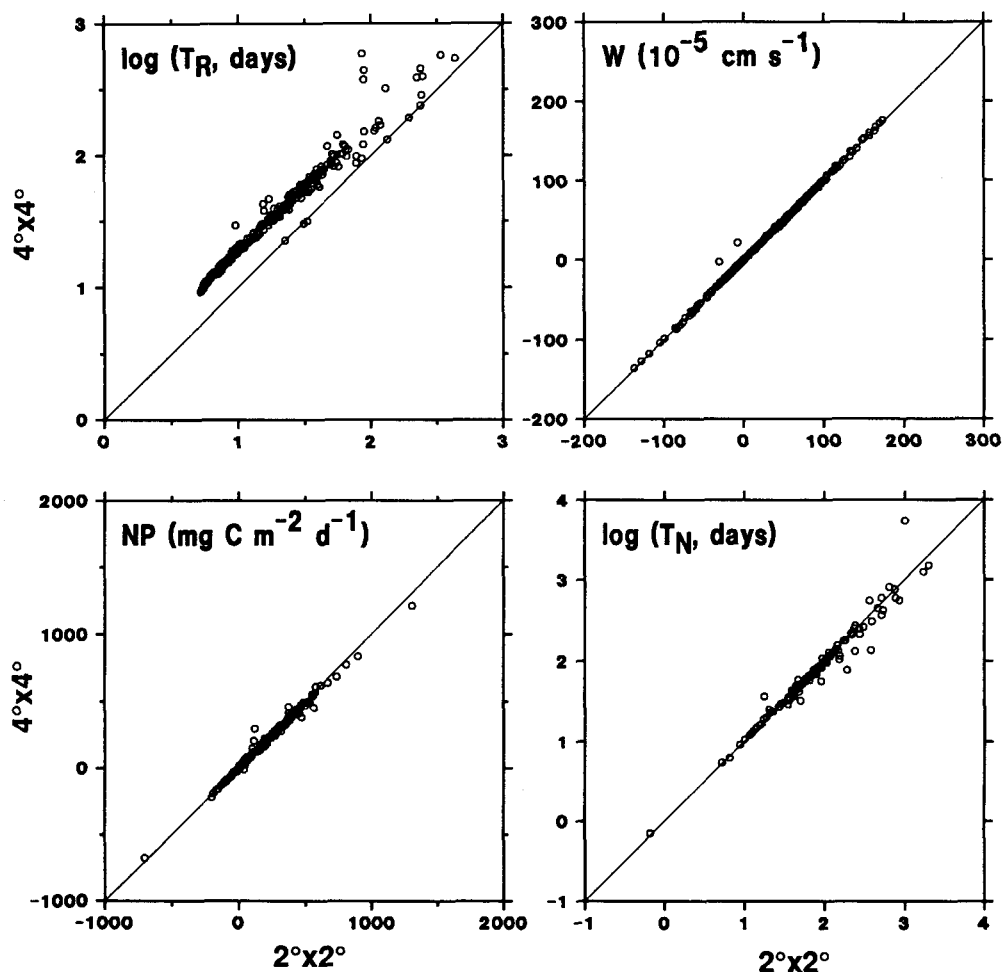 log (T_R, days)
3
2
1
0
0 1 2 3
W (10^-5 cm s^-1)
300
200
100
0
-100
-200
-200 -100 0 100 200 300
4°x4°
NP (mg C m^-2 d^-1)
2000
1000
0
-1000
-1000 0 1000 2000
2°x2°
4°x4°
log (T_N, days)
4
3
2
1
0
-1
-1 0 1 2 3 4
2°x2°